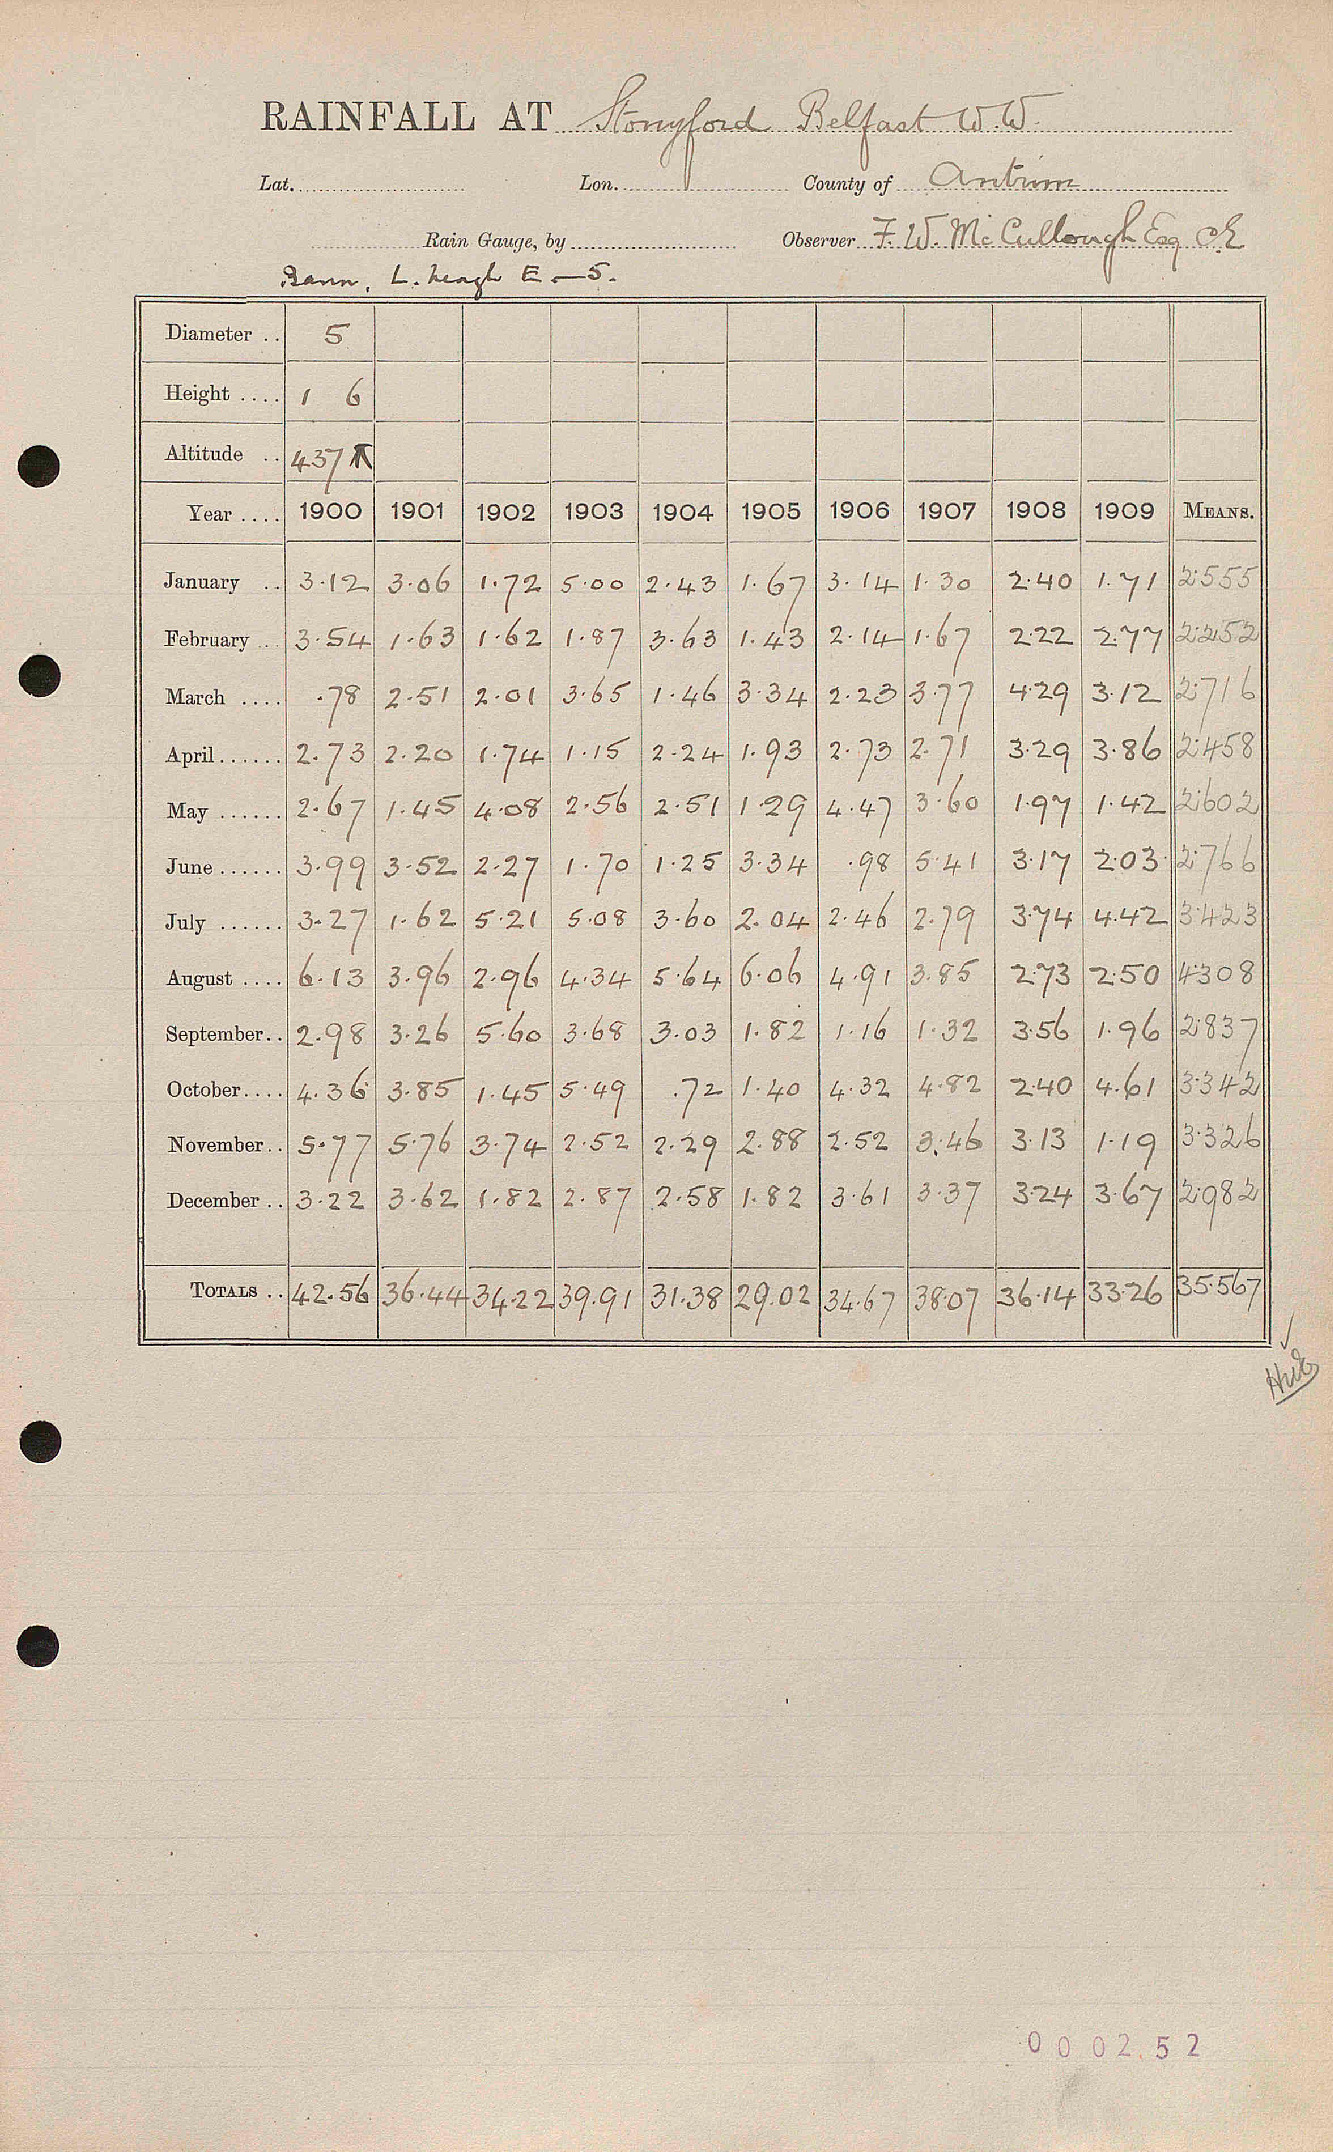 RAINFALL AT Stonyford Belfast W.W.
Lat. Lon. County of Antrim
Rain Gauge, by Observer F. W. McCullough Esq CE
Bann, L. Neagh E. — 5.
Diameter .. 5
Height .... 1 6
Altitude .. 437
Year .... 1900 1901 1902 1903 1904 1905 1906 1907 1908 1909 MEANS.
January .. 3.12 3.06 1.72 5.00 2.43 1.67 3.14 1.30 2.40 1.71 2.555
February .. 3.54 1.63 1.62 1.87 3.63 1.43 2.14 1.67 2.22 2.77 2.252
March .... .78 2.51 2.01 3.65 1.46 3.34 2.23 3.77 4.29 3.12 2.716
April ...... 2.73 2.20 1.74 1.15 2.24 1.93 2.73 2.71 3.29 3.86 2.458
May ...... 2.67 1.45 4.08 2.56 2.51 1.29 4.47 3.60 1.97 1.42 2.602
June ...... 3.99 3.52 2.27 1.70 1.25 3.34 .98 5.41 3.17 2.03 2.766
July ...... 3.27 1.62 5.21 5.08 3.60 2.04 2.46 2.79 3.74 4.42 3.423
August .... 6.13 3.96 2.96 4.34 5.64 6.06 4.91 3.85 2.73 2.50 4.308
September .. 2.98 3.26 5.60 3.68 3.03 1.82 1.16 1.32 3.56 1.96 2.837
October .... 4.36 3.85 1.45 5.49 .72 1.40 4.32 4.82 2.40 4.61 3.342
November .. 5.77 5.76 3.74 2.52 2.29 2.88 2.52 3.46 3.13 1.19 3.326
December .. 3.22 3.62 1.82 2.87 2.58 1.82 3.61 3.37 3.24 3.67 2.982
TOTALS .. 42.56 36.44 34.22 39.91 31.38 29.02 34.67 38.07 36.14 33.26 35.567
000252